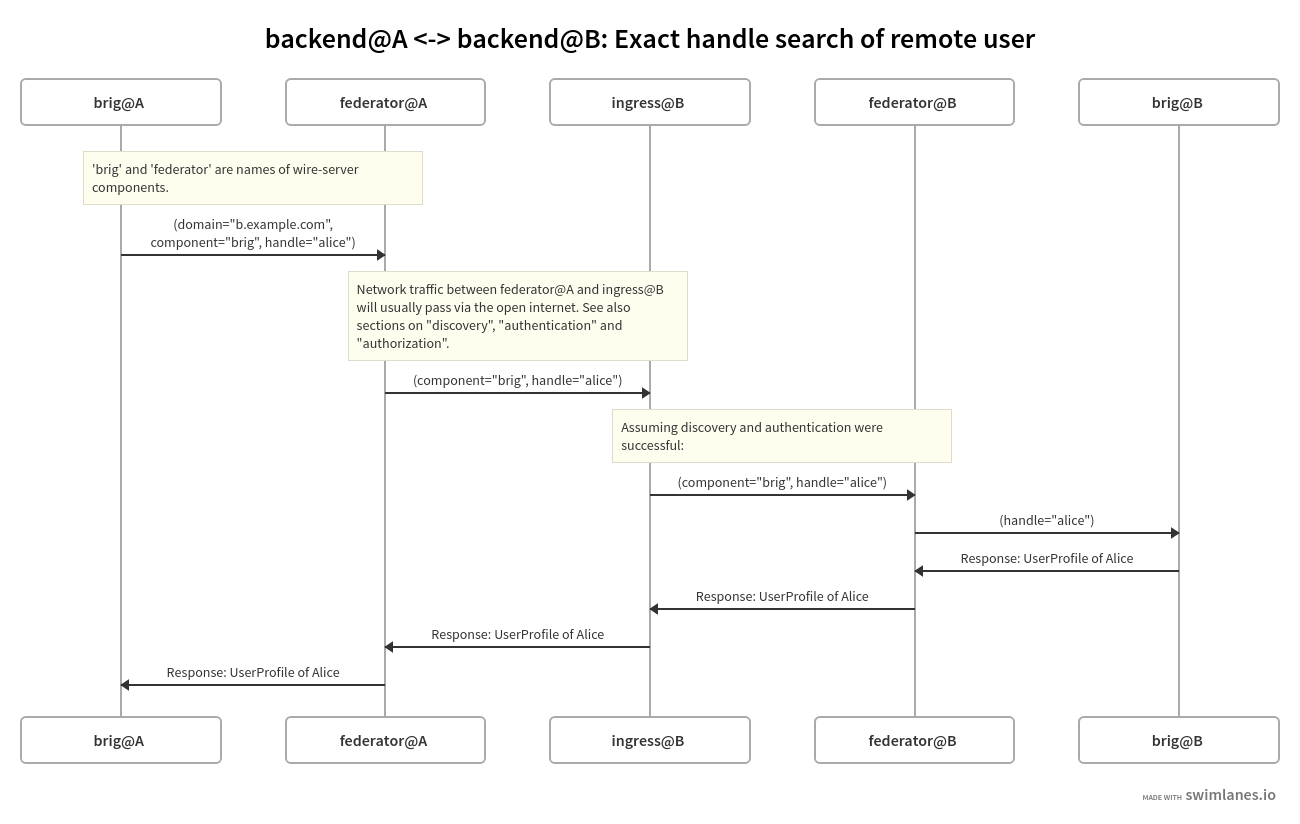 backend@A <-> backend@B: Exact handle search of remote user
brig@A
federator@A
ingress@B
federator@B
brig@B
'brig' and 'federator' are names of wire-server
components.
(domain="b.example.com",
component="brig", handle="alice")
Network traffic between federator@A and ingress@B
will usually pass via the open internet. See also
sections on "discovery", "authentication" and
"authorization".
(component="brig", handle="alice")
Assuming discovery and authentication were
successful:
(component="brig", handle="alice")
(handle="alice")
Response: UserProfile of Alice
Response: UserProfile of Alice
Response: UserProfile of Alice
Response: UserProfile of Alice
brig@A
federator@A
ingress@B
federator@B
brig@B
MADE WITH swimlanes.io